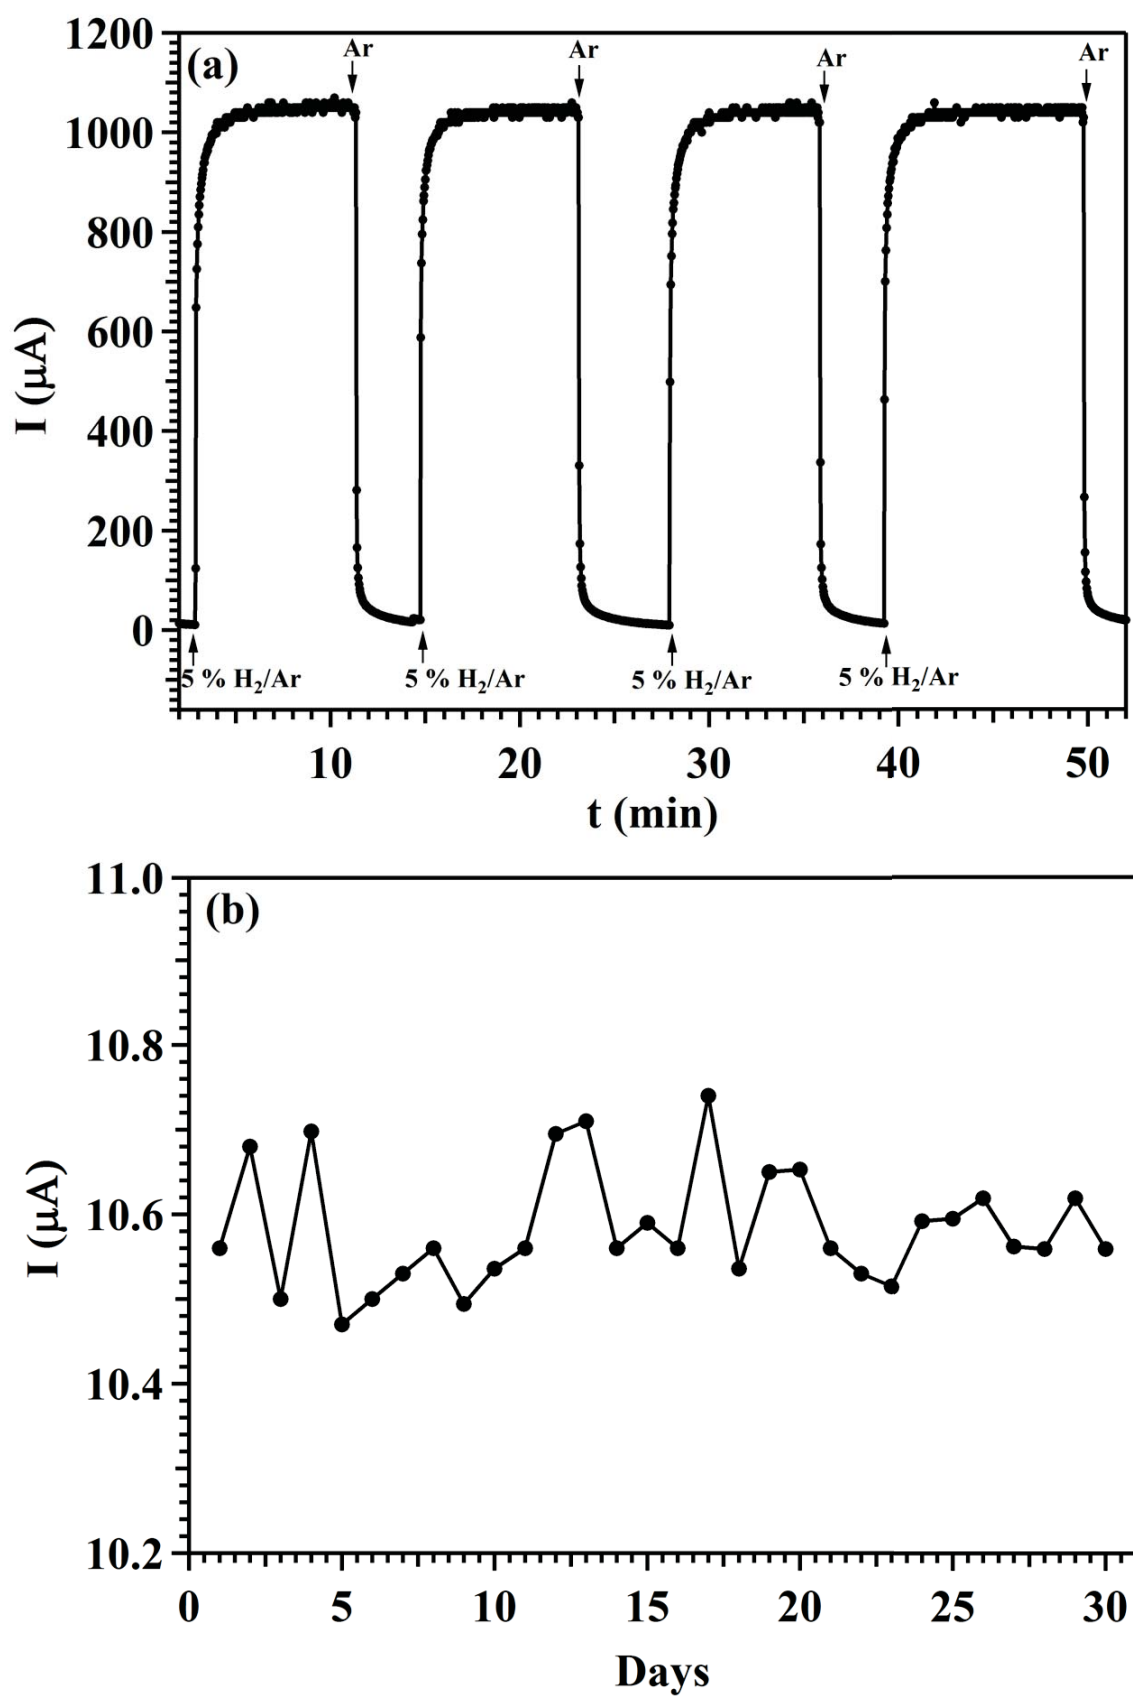 (a)
Ar Ar Ar Ar
1200
1000
800
600
400
200
0
I (μA)
5 % H₂/Ar 5 % H₂/Ar 5 % H₂/Ar 5 % H₂/Ar
10 20 30 40 50
t (min)
(b)
11.0
10.8
10.6
10.4
10.2
I (μA)
0 5 10 15 20 25 30
Days